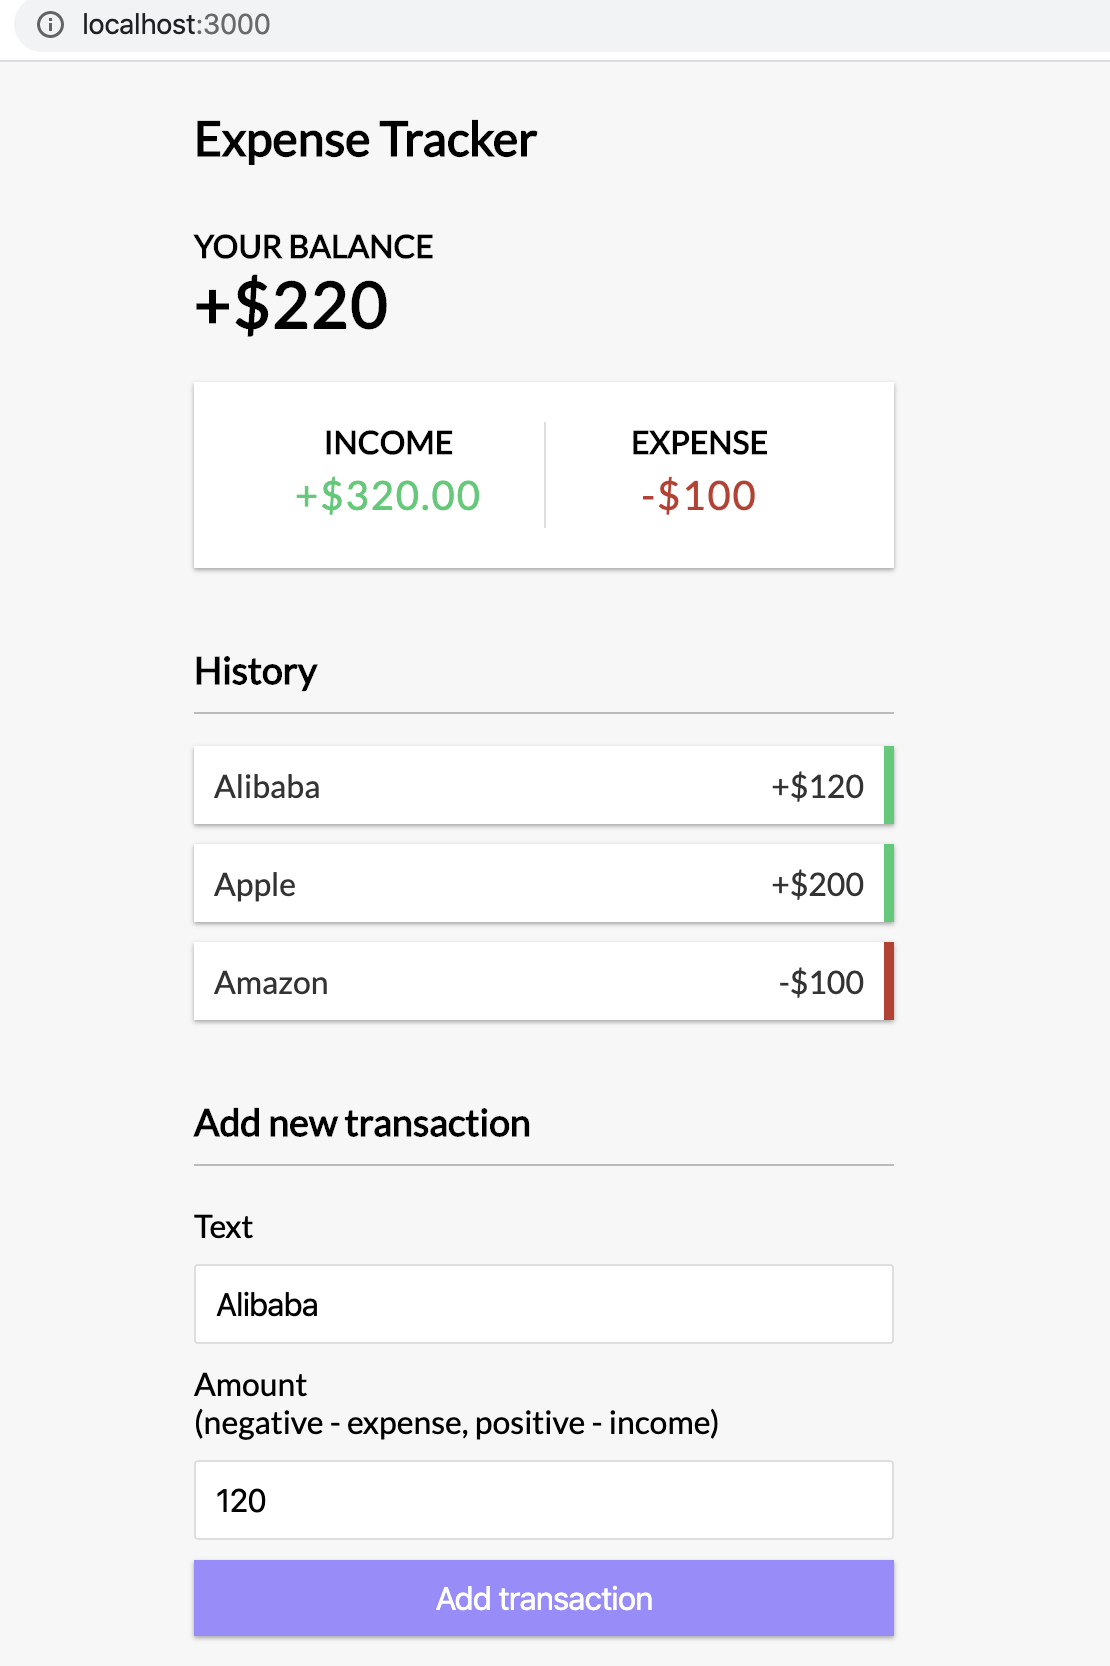 localhost:3000
Expense Tracker
YOUR BALANCE
+$220
INCOME
+$320.00
EXPENSE
-$100
History
Alibaba +$120
Apple +$200
Amazon -$100
Add new transaction
Text
Alibaba
Amount
(negative - expense, positive - income)
120
Add transaction